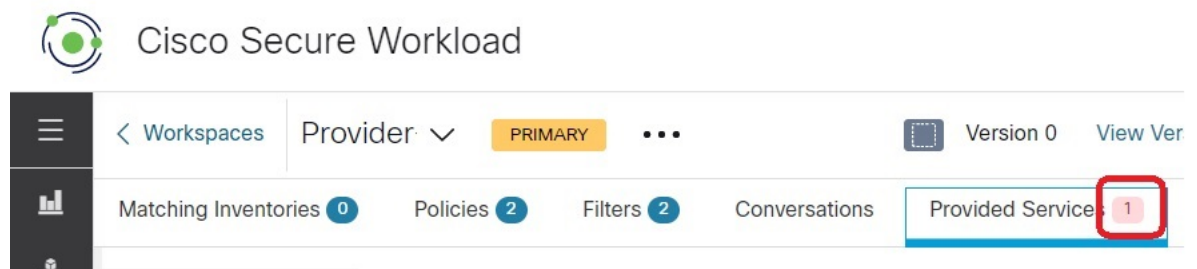 Cisco Secure Workload
Workspaces Provider PRIMARY ••• Version 0 View Ver
Matching Inventories 0 Policies 2 Filters 2 Conversations Provided Services 1